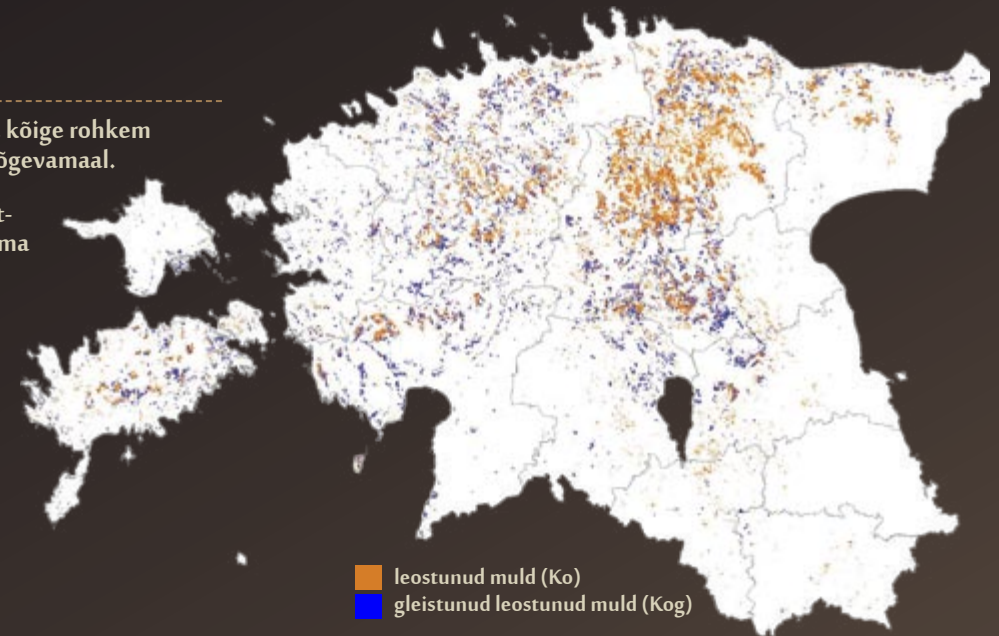 kõige rohkem
õgevamaal.
t-
ma
leostunud muld (Ko)
gleistunud leostunud muld (Kog)